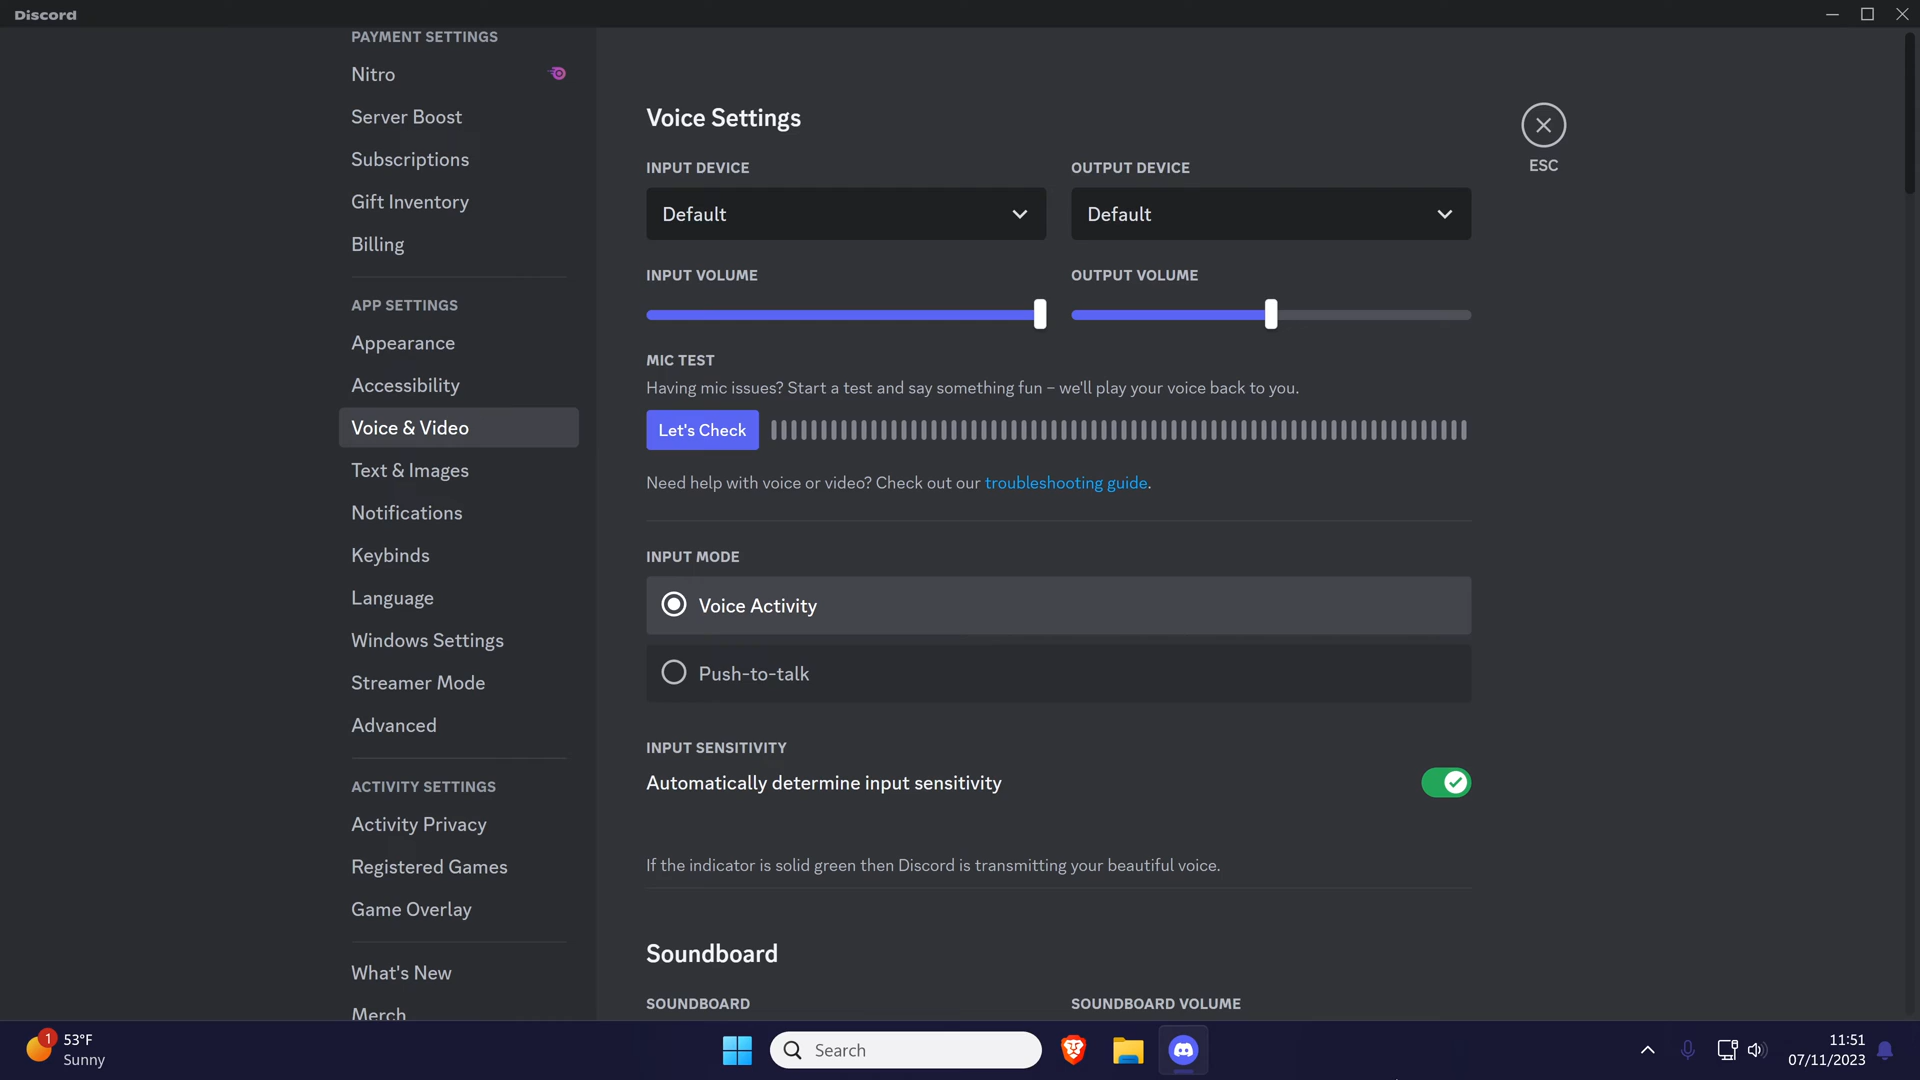 Discord
PAYMENT SETTINGS
Nitro
Server Boost
Subscriptions
Gift Inventory
Billing
APP SETTINGS
Appearance
Accessibility
Voice & Video
Text & Images
Notifications
Keybinds
Language
Windows Settings
Streamer Mode
Advanced
ACTIVITY SETTINGS
Activity Privacy
Registered Games
Game Overlay
What's New
Merch
Voice Settings
ESC
INPUT DEVICE
OUTPUT DEVICE
Default
Default
INPUT VOLUME
OUTPUT VOLUME
MIC TEST
Having mic issues? Start a test and say something fun – we'll play your voice back to you.
Let's Check
Need help with voice or video? Check out our troubleshooting guide.
INPUT MODE
Voice Activity
Push-to-talk
INPUT SENSITIVITY
Automatically determine input sensitivity
If the indicator is solid green then Discord is transmitting your beautiful voice.
Soundboard
SOUNDBOARD
SOUNDBOARD VOLUME
1
53°F
Sunny
Search
11:51
07/11/2023